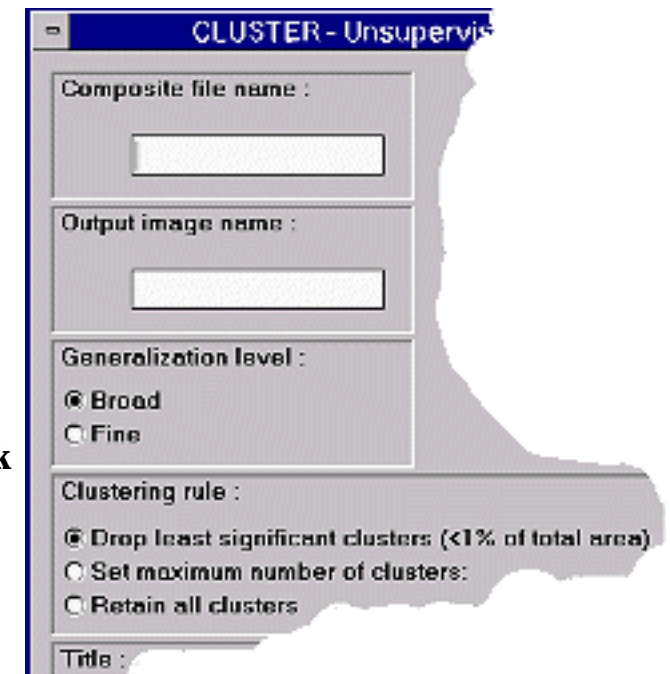 CLUSTER - Unsupervis
Composite file name :
Output image name :
Generalization level :
Broad
Fine
k
Clustering rule :
Drop least significant clusters (<1% of total area)
Set maximum number of clusters:
Retain all clusters
Title :